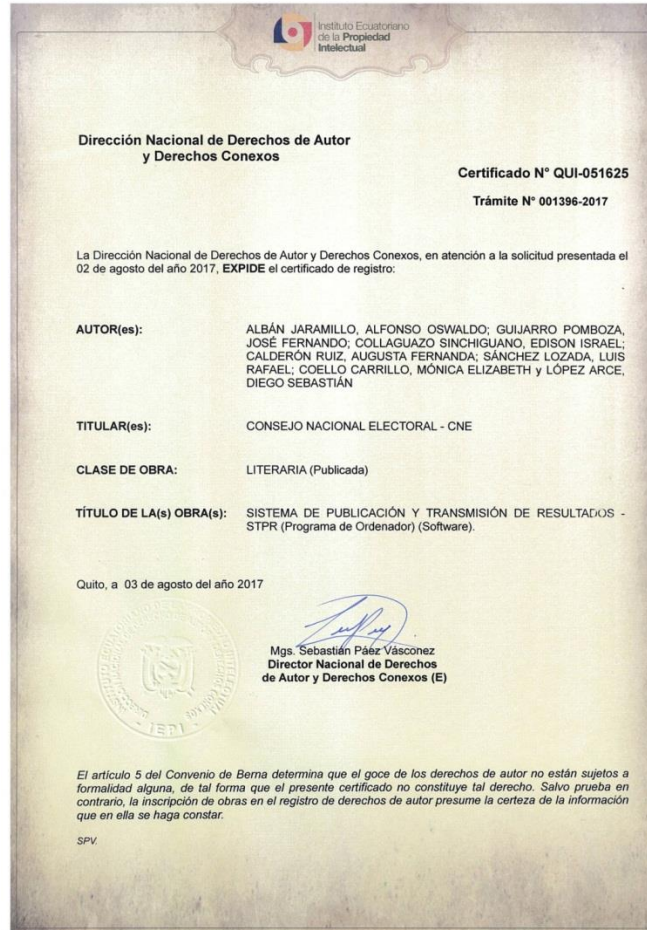 Instituto Ecuatoriano
de la Propiedad
Intelectual
Dirección Nacional de Derechos de Autor
y Derechos Conexos
Certificado N° QUI-051625
Trámite N° 001396-2017
La Dirección Nacional de Derechos de Autor y Derechos Conexos, en atención a la solicitud presentada el
02 de agosto del año 2017, EXPIDE el certificado de registro:
AUTOR(es): ALBÁN JARAMILLO, ALFONSO OSWALDO; GUIJARRO POMBOZA,
JOSÉ FERNANDO; COLLAGUAZO SINCHIGUANO, EDISON ISRAEL;
CALDERÓN RUIZ, AUGUSTA FERNANDA; SÁNCHEZ LOZADA, LUIS
RAFAEL; COELLO CARRILLO, MÓNICA ELIZABETH y LÓPEZ ARCE,
DIEGO SEBASTIÁN
TITULAR(es): CONSEJO NACIONAL ELECTORAL - CNE
CLASE DE OBRA: LITERARIA (Publicada)
TÍTULO DE LA(s) OBRA(s): SISTEMA DE PUBLICACIÓN Y TRANSMISIÓN DE RESULTADOS -
STPR (Programa de Ordenador) (Software).
Quito, a 03 de agosto del año 2017
Mgs. Sebastián Páez Vásconez
Director Nacional de Derechos
de Autor y Derechos Conexos (E)
IEPI
El artículo 5 del Convenio de Berna determina que el goce de los derechos de autor no están sujetos a
formalidad alguna, de tal forma que el presente certificado no constituye tal derecho. Salvo prueba en
contrario, la inscripción de obras en el registro de derechos de autor presume la certeza de la información
que en ella se haga constar.
SPV.